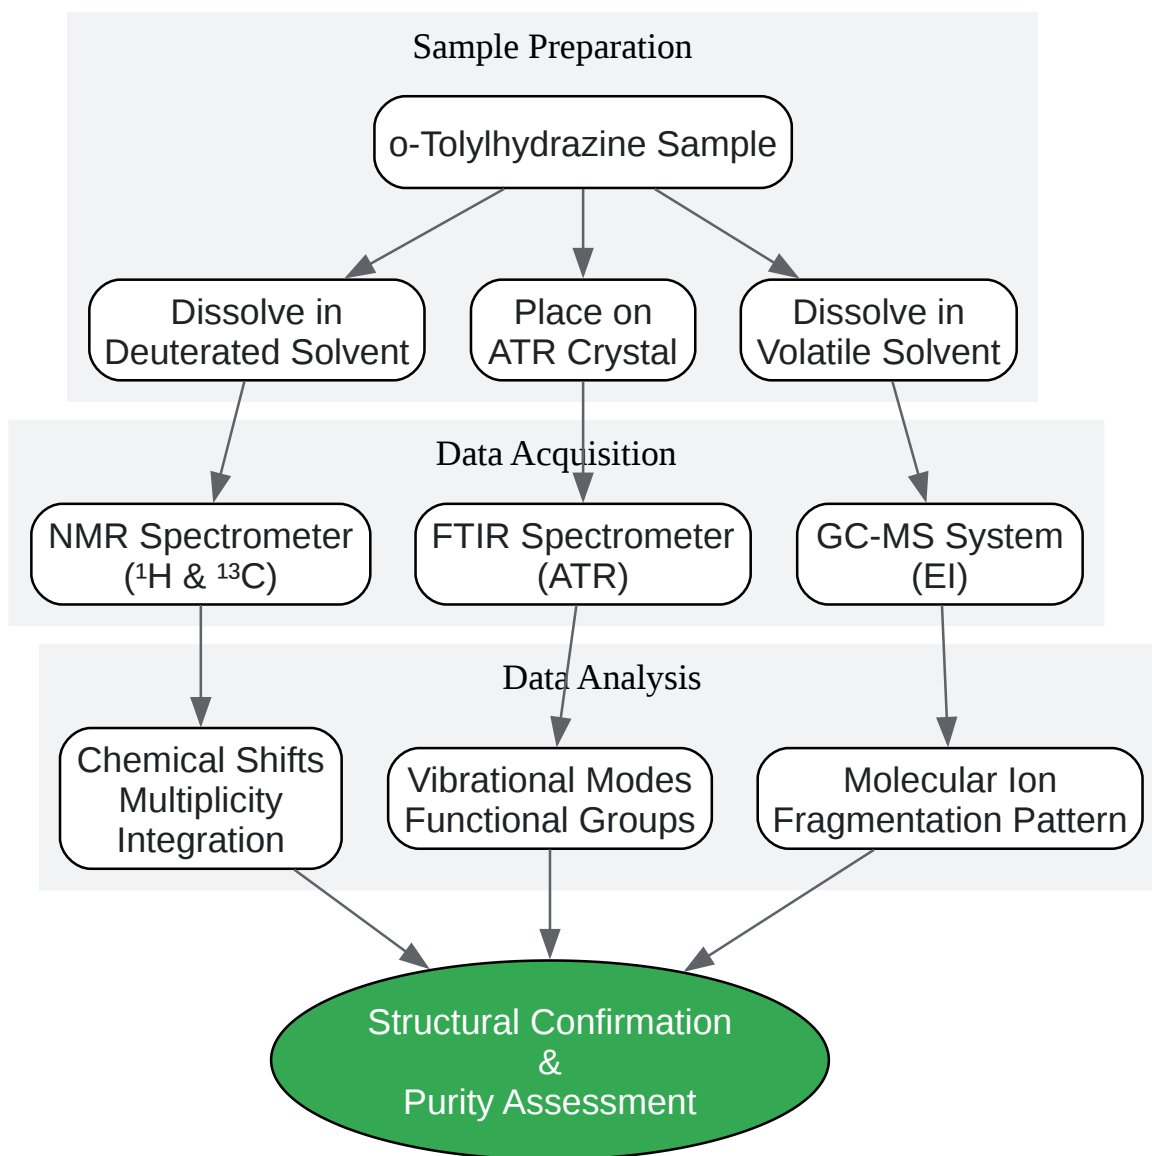 Sample Preparation
o-Tolylhydrazine Sample
Dissolve in
Deuterated Solvent
Place on
ATR Crystal
Dissolve in
Volatile Solvent
Data Acquisition
NMR Spectrometer
(¹H & ¹³C)
FTIR Spectrometer
(ATR)
GC-MS System
(EI)
Data Analysis
Chemical Shifts
Multiplicity
Integration
Vibrational Modes
Functional Groups
Molecular Ion
Fragmentation Pattern
Structural Confirmation
&
Purity Assessment